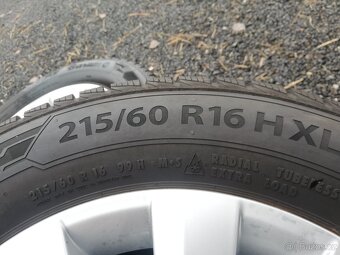 215/60 R16 H XL
215/60 R 16 99 H M+S RADIAL TUBELESS
EXTRA LOAD